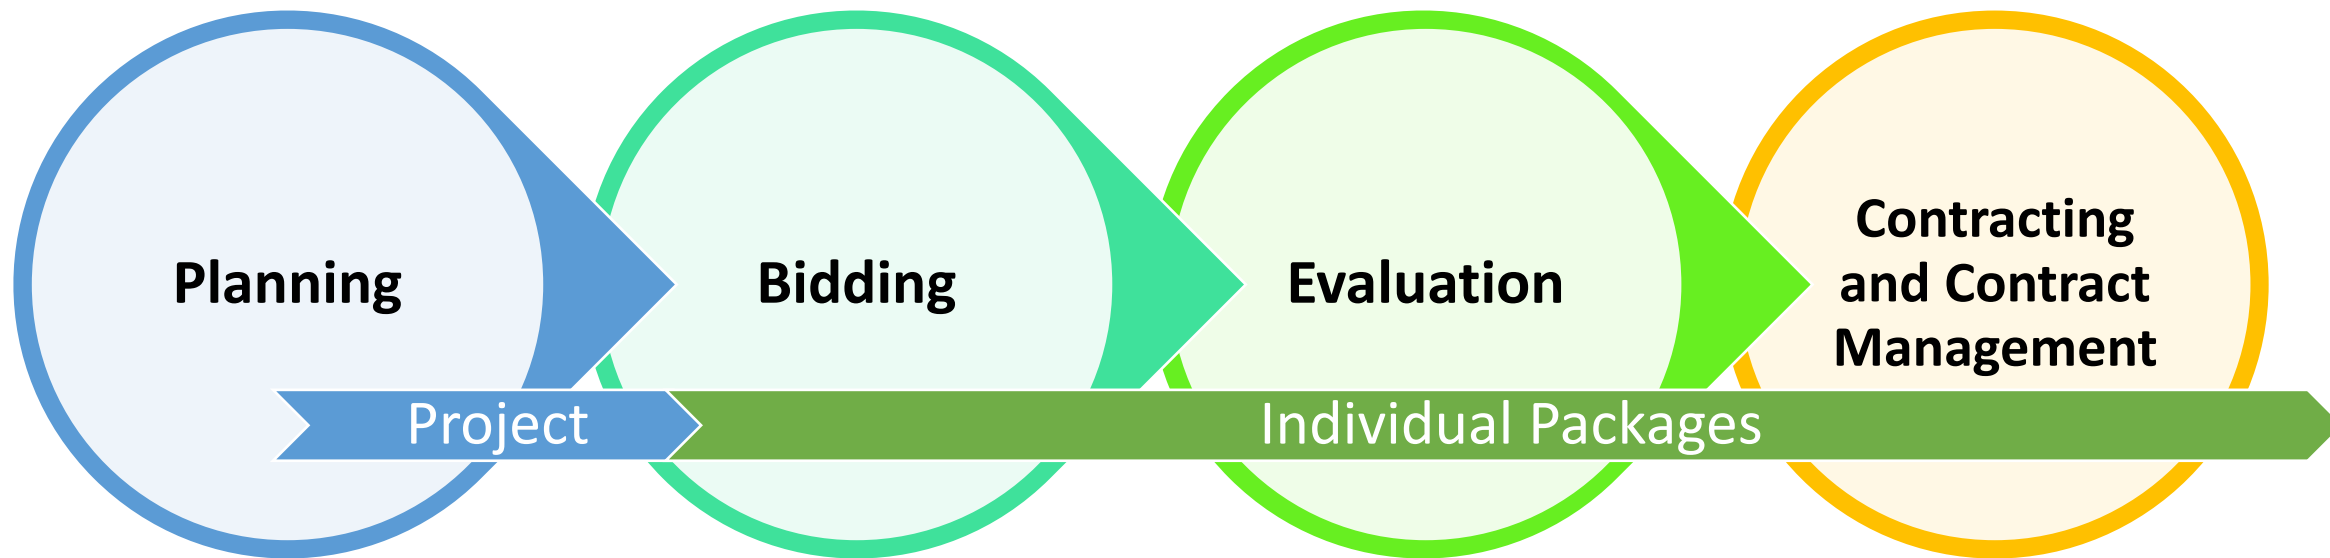 Planning
Bidding
Evaluation
Contracting
and Contract
Management
Project
Individual Packages